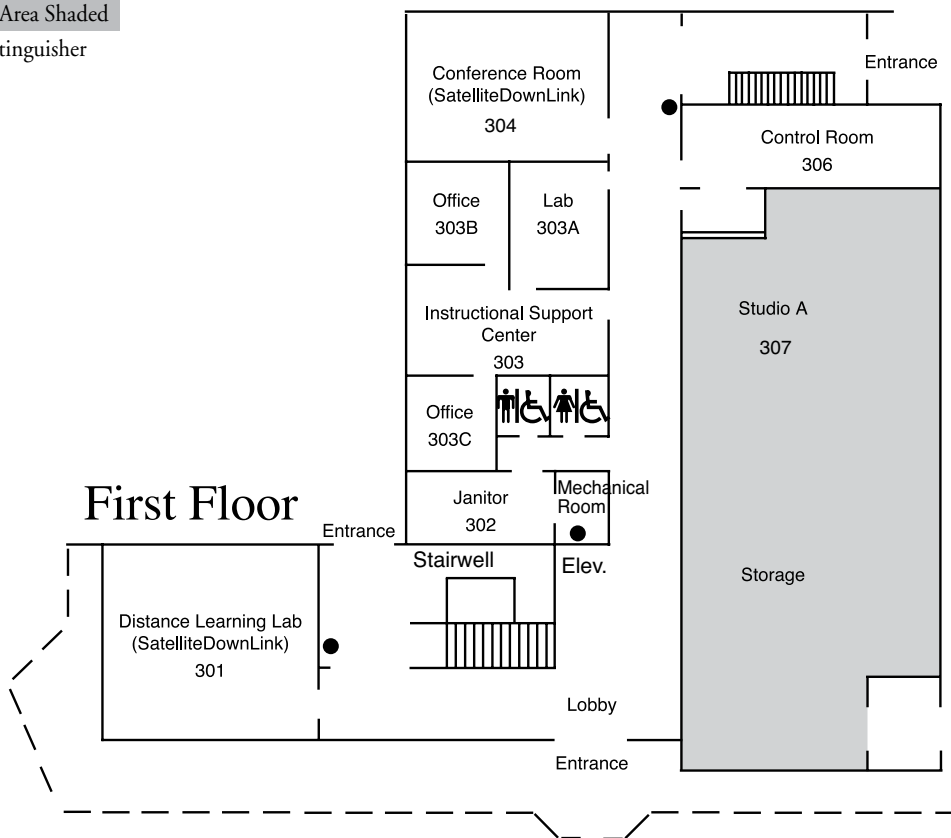 Area Shaded
tinguisher
Entrance
Conference Room
(SatelliteDownLink)
304
Control Room
306
Office
303B
Lab
303A
Studio A
307
Instructional Support
Center
303
Office
303C
First Floor
Janitor
302
Mechanical
Room
Entrance
Stairwell
Elev.
Storage
Distance Learning Lab
(SatelliteDownLink)
301
Lobby
Entrance